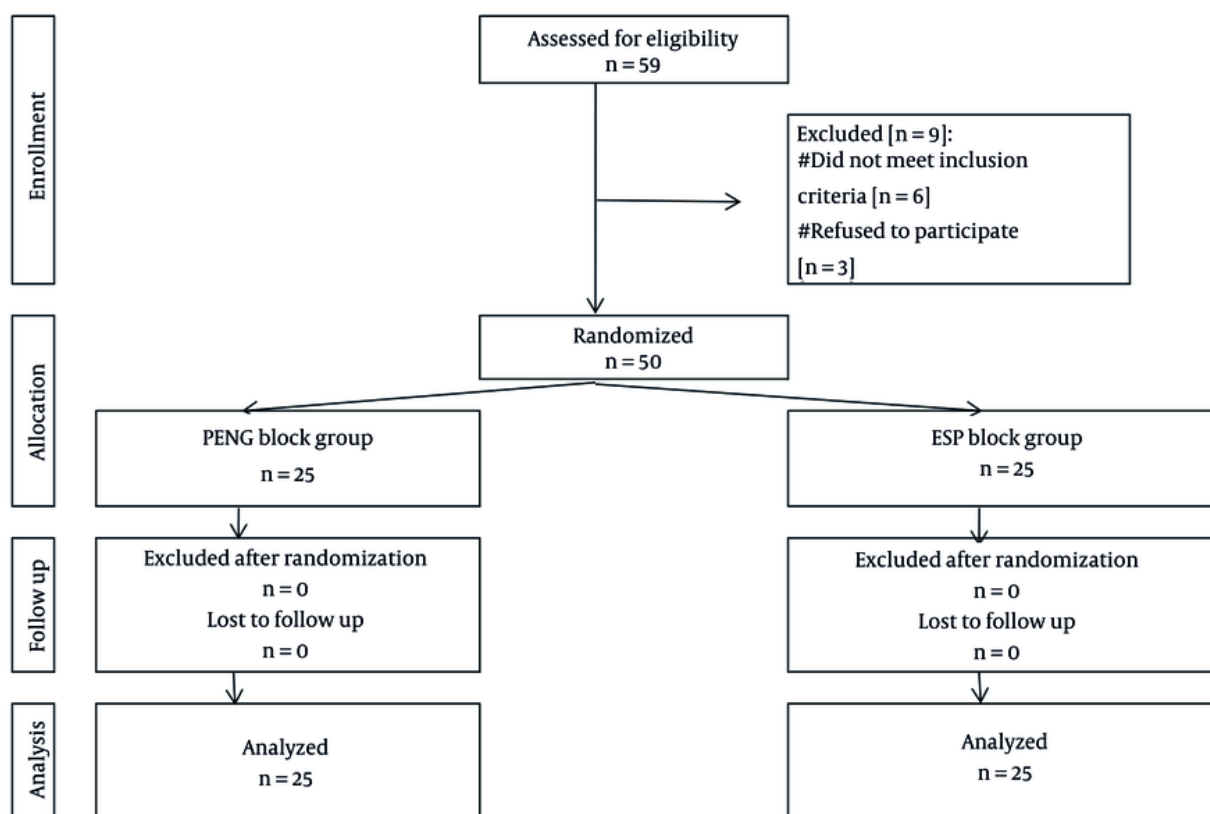 Enrollment
Assessed for eligibility
n = 59
Excluded [n = 9]:
#Did not meet inclusion
criteria [n = 6]
#Refused to participate
[n = 3]
Allocation
Randomized
n = 50
PENG block group
n = 25
ESP block group
n = 25
Follow up
Excluded after randomization
n = 0
Lost to follow up
n = 0
Excluded after randomization
n = 0
Lost to follow up
n = 0
Analysis
Analyzed
n = 25
Analyzed
n = 25